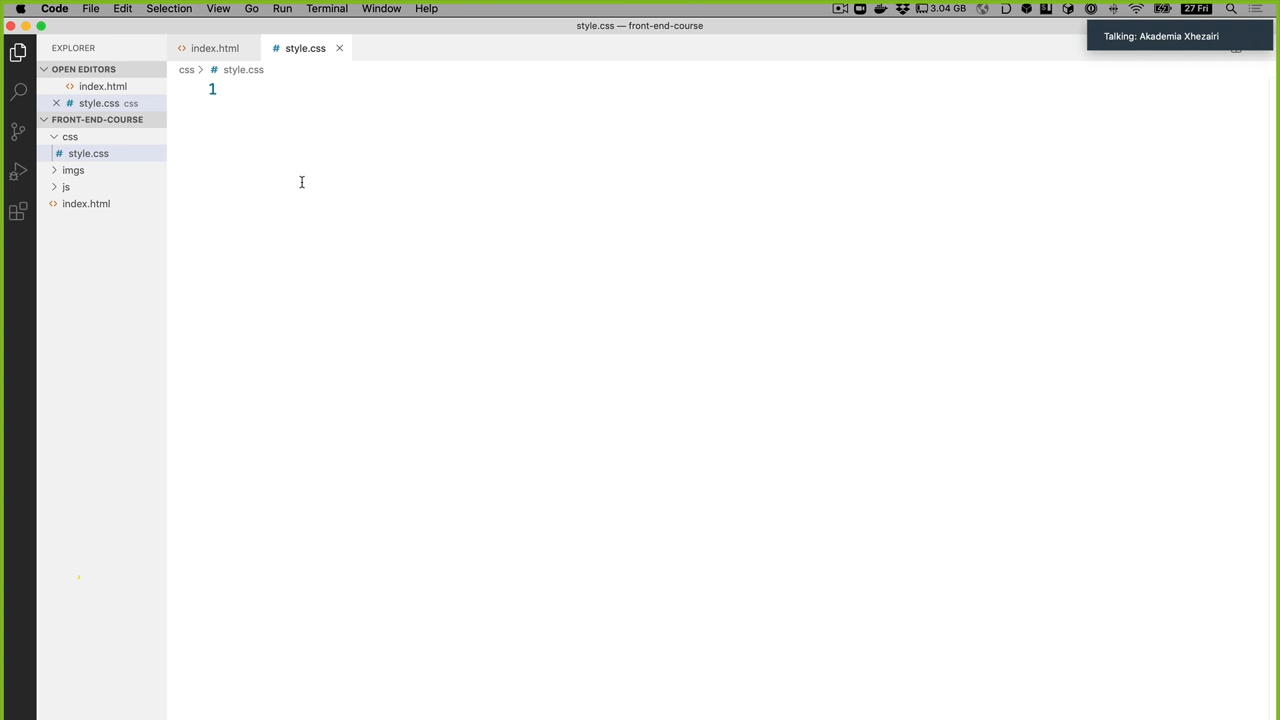 Code File Edit Selection View Go Run Terminal Window Help 3.04 GB 27 Fri
style.css — front-end-course
Talking: Akademia Xhezairi
EXPLORER
index.html
style.css
OPEN EDITORS
css
style.css
index.html
1
style.css css
FRONT-END-COURSE
css
style.css
imgs
js
index.html